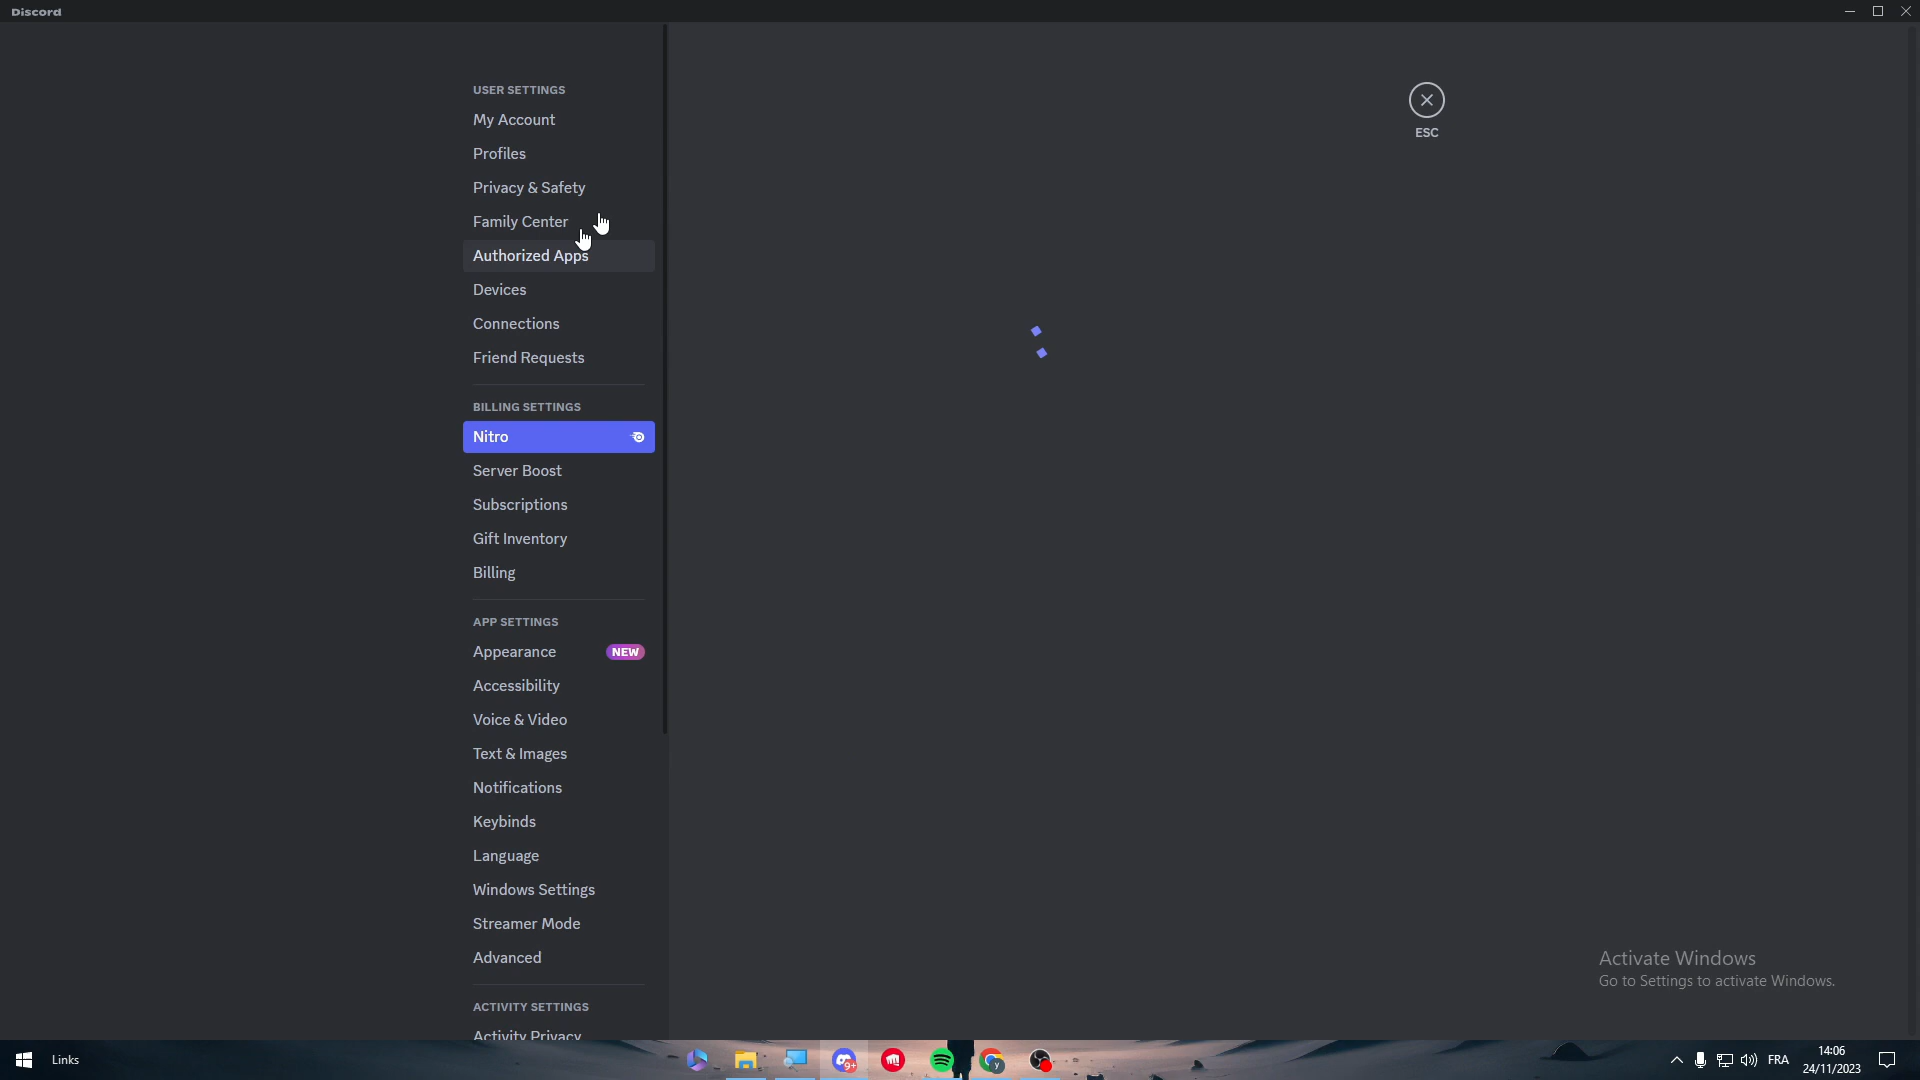 Discord
USER SETTINGS
My Account
Profiles
Privacy & Safety
Family Center
Authorized Apps
Devices
Connections
Friend Requests
BILLING SETTINGS
Nitro
Server Boost
Subscriptions
Gift Inventory
Billing
APP SETTINGS
Appearance NEW
Accessibility
Voice & Video
Text & Images
Notifications
Keybinds
Language
Windows Settings
Streamer Mode
Advanced
ACTIVITY SETTINGS
Activity Privacy
ESC
Activate Windows
Go to Settings to activate Windows.
Links
9+
y
FRA
14:06
24/11/2023